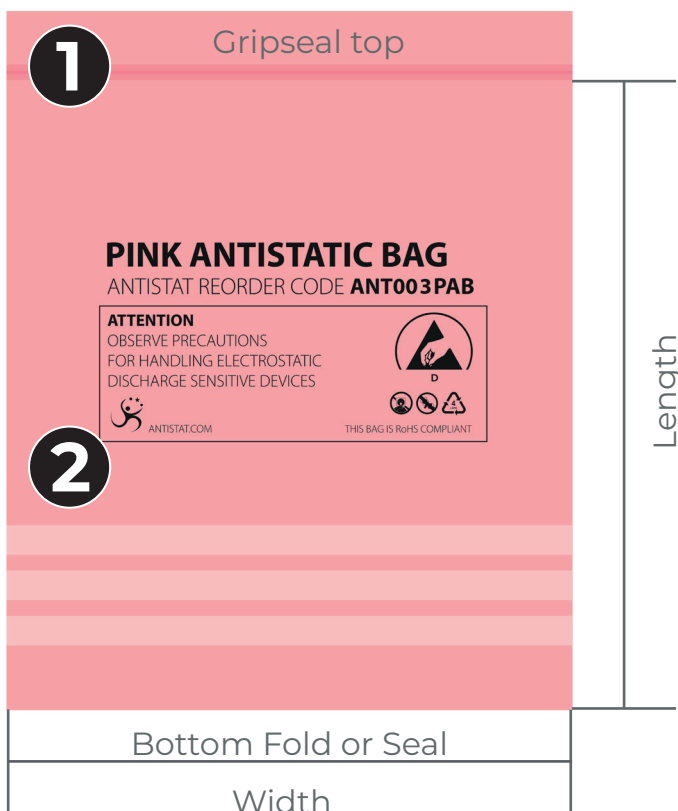 Gripseal top
1
PINK ANTISTATIC BAG
ANTISTAT REORDER CODE ANT003PAB
ATTENTION
OBSERVE PRECAUTIONS
FOR HANDLING ELECTROSTATIC
DISCHARGE SENSITIVE DEVICES
D
4
ANTISTAT.COM
THIS BAG IS RoHS COMPLIANT
2
Length
Bottom Fold or Seal
Width